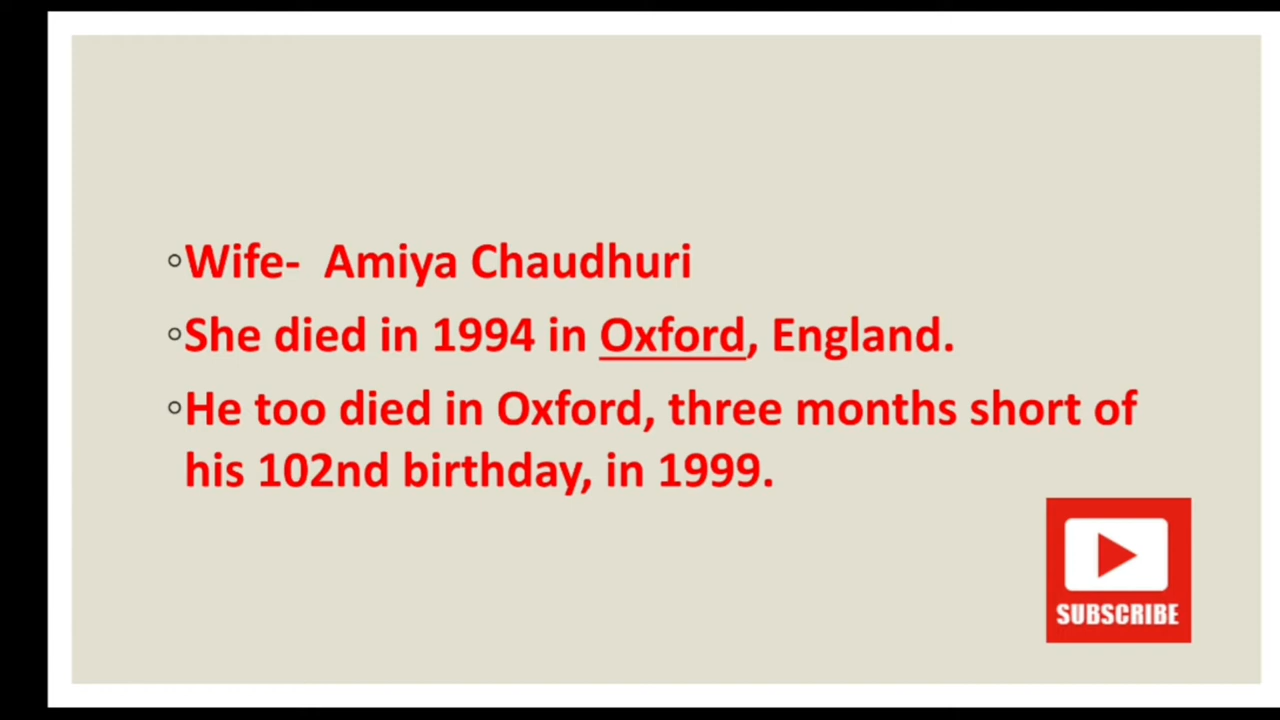 ◦Wife-  Amiya Chaudhuri
◦She died in 1994 in Oxford, England.
◦He too died in Oxford, three months short of
his 102nd birthday, in 1999.
SUBSCRIBE